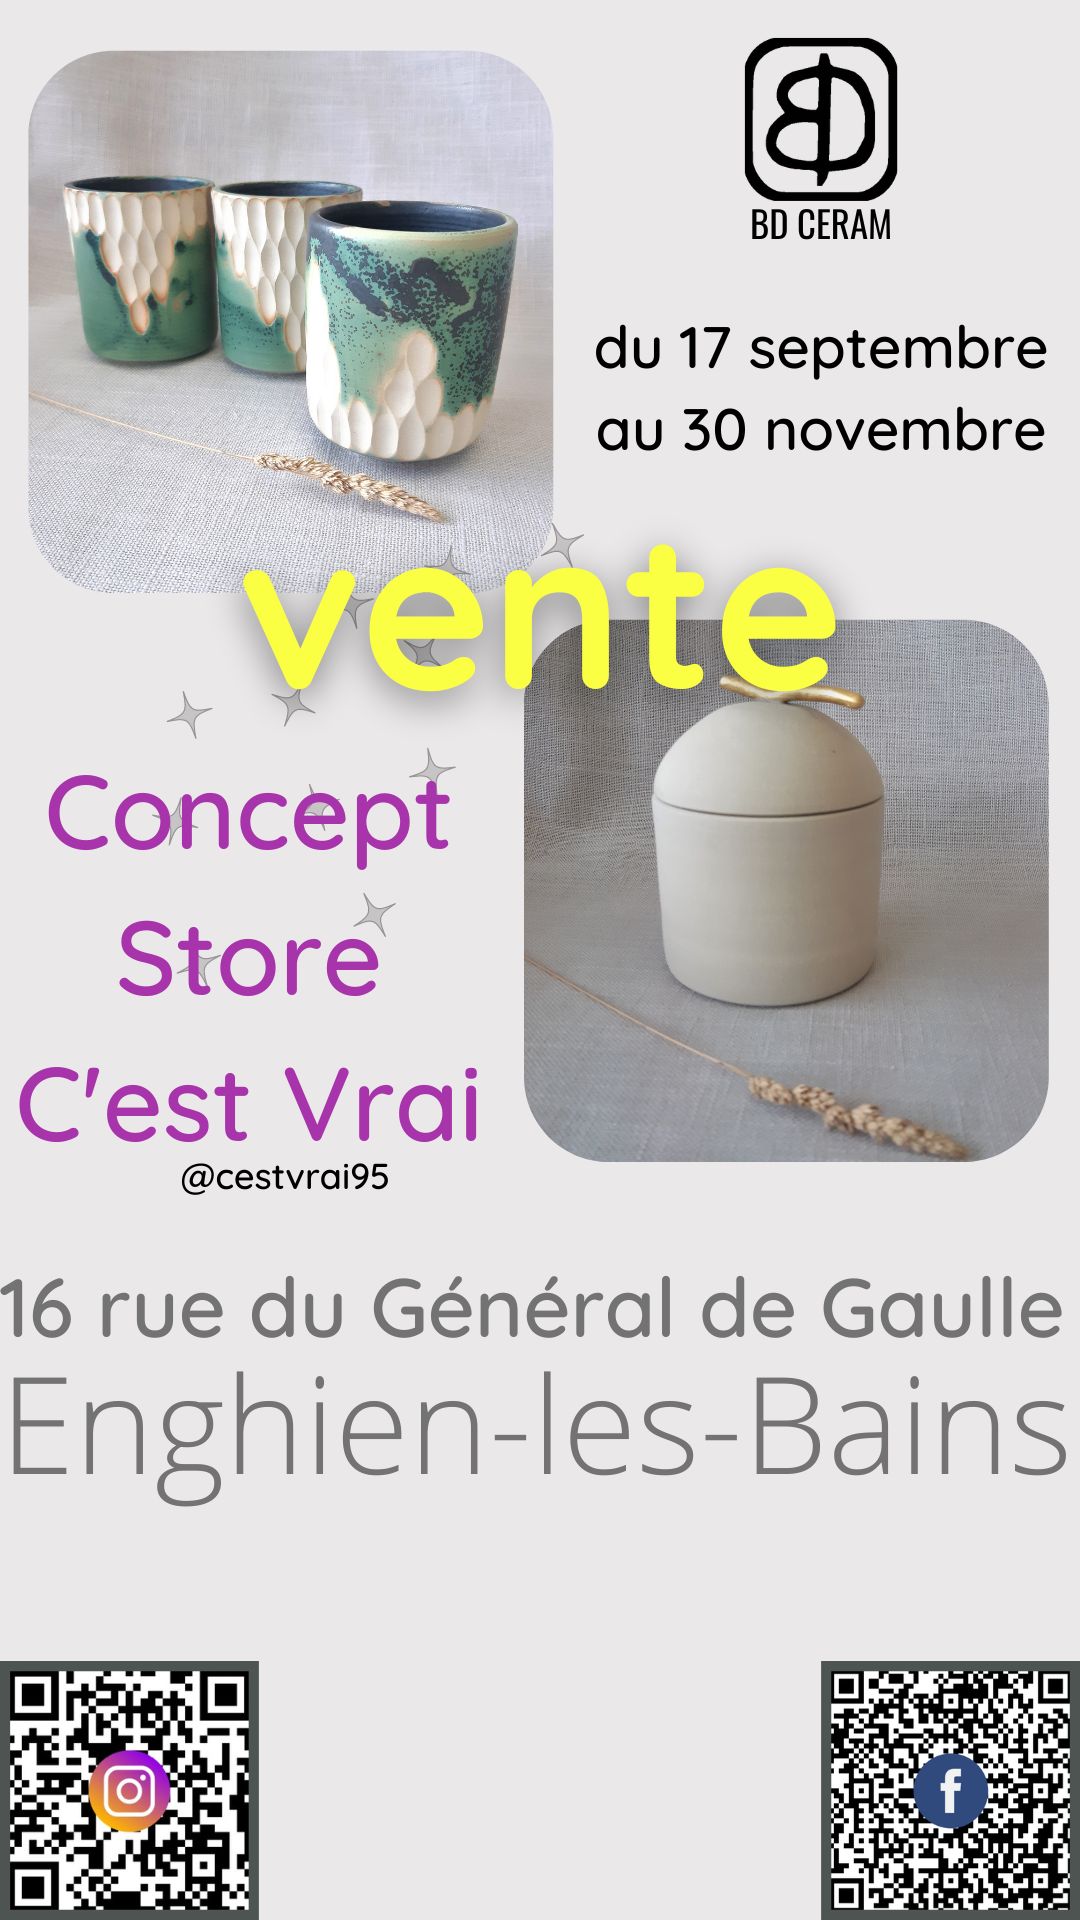 BD CERAM
du 17 septembre
au 30 novembre
vente
Concept
Store
C'est Vrai
@cestvrai95
16 rue du Général de Gaulle
Enghien-les-Bains